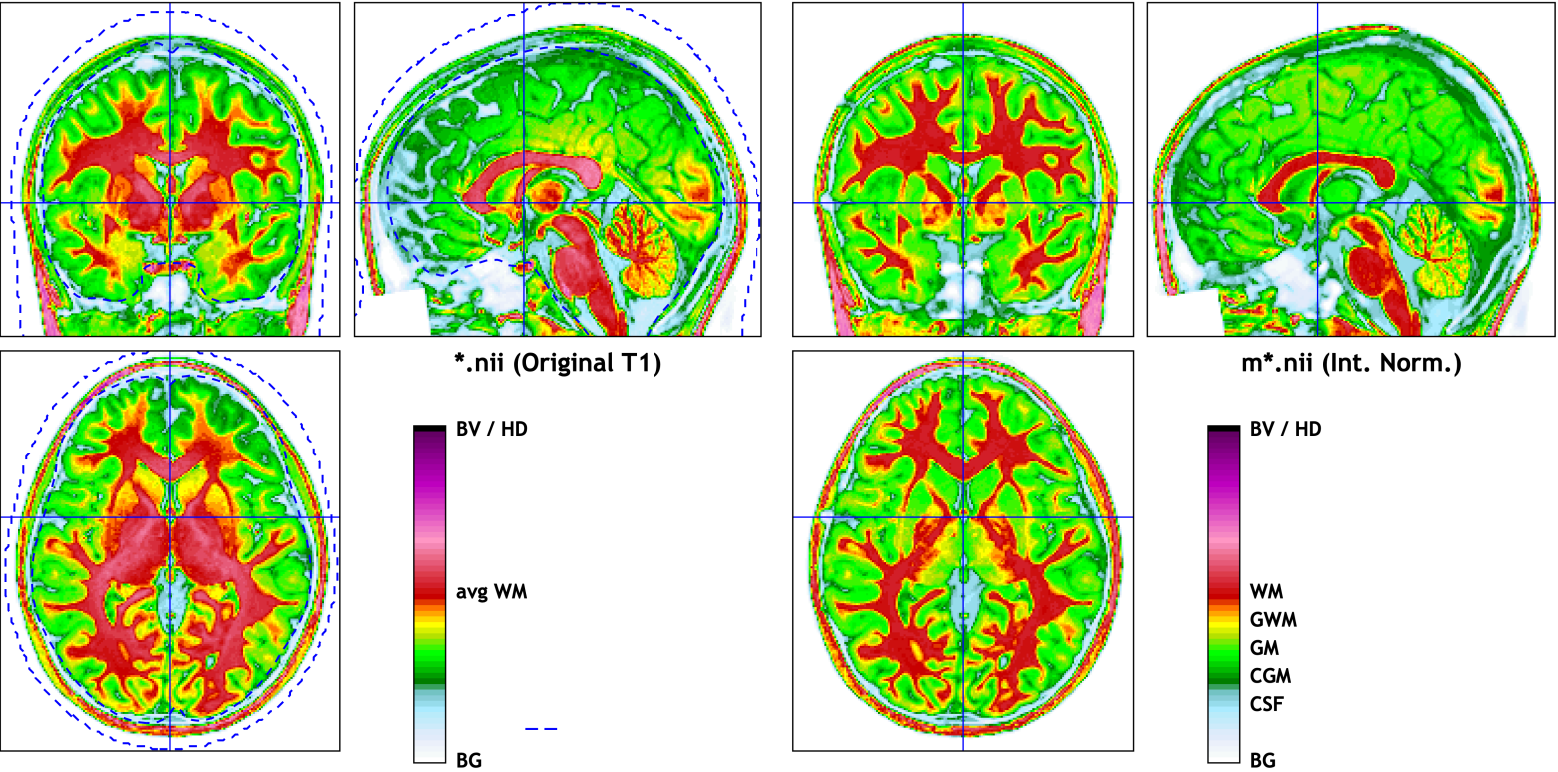 *.nii (Original T1)
BV / HD
avg WM
BG
m*.nii (Int. Norm.)
BV / HD
WM
GWM
GM
CGM
CSF
BG